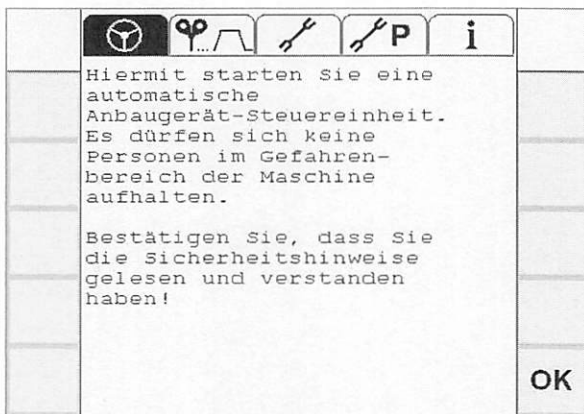 P
i
Hiermit starten Sie eine
automatische
Anbaugerät-Steuereinheit.
Es dürfen sich keine
Personen im Gefahren-
bereich der Maschine
aufhalten.
Bestätigen Sie, dass Sie
die Sicherheitshinweise
gelesen und verstanden
haben!
OK